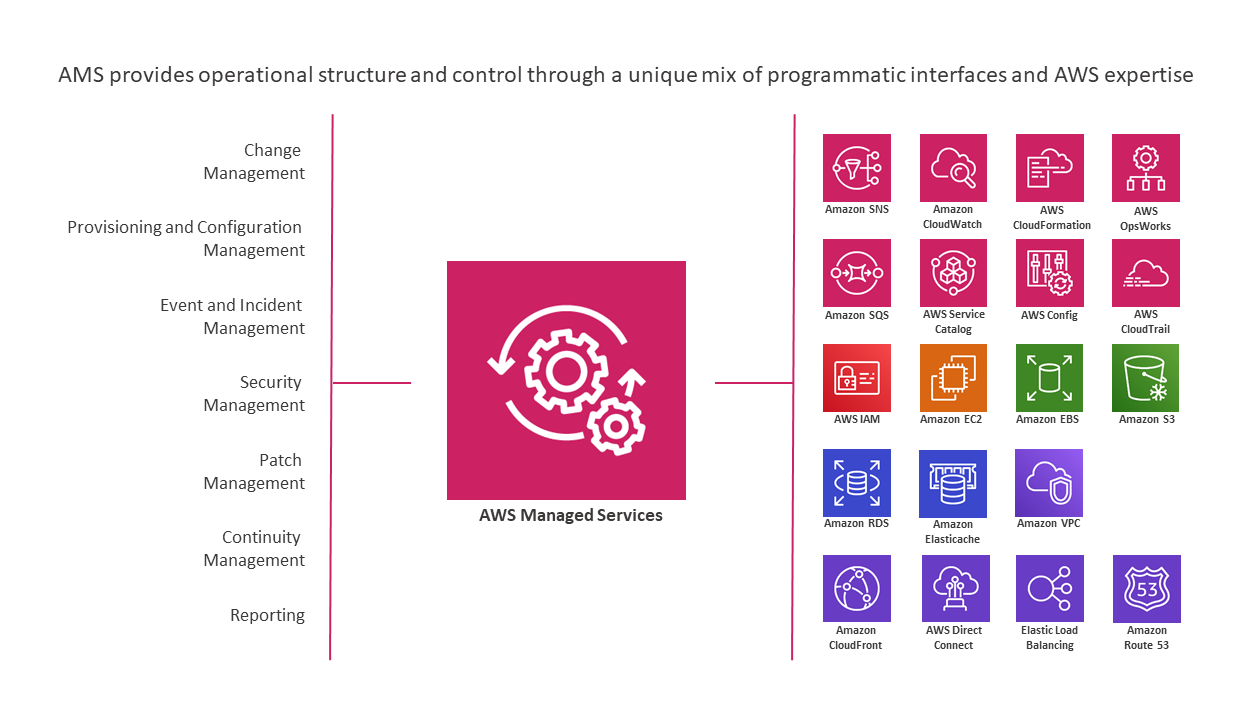 AMS provides operational structure and control through a unique mix of programmatic interfaces and AWS expertise
Change
Management
Provisioning and Configuration
Management
Event and Incident
Management
Security
Management
Patch
Management
Continuity
Management
Reporting
AWS Managed Services
Amazon SNS
Amazon
CloudWatch
AWS
CloudFormation
AWS
OpsWorks
Amazon SQS
AWS Service
Catalog
AWS Config
AWS
CloudTrail
AWS IAM
Amazon EC2
Amazon EBS
Amazon S3
Amazon RDS
Amazon
Elasticache
Amazon VPC
Amazon
CloudFront
AWS Direct
Connect
Elastic Load
Balancing
53
Amazon
Route 53